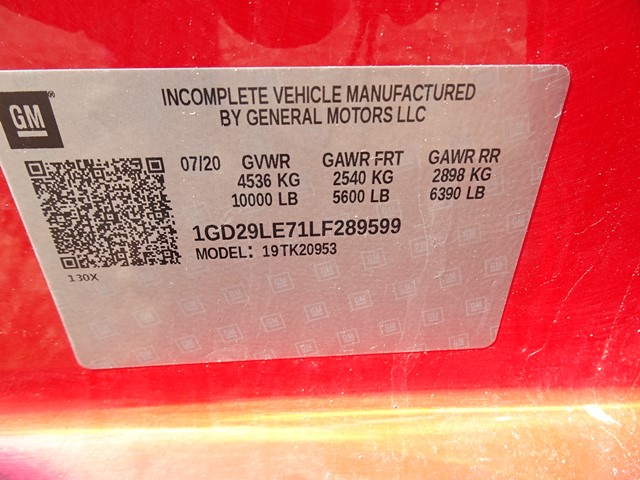 GM
INCOMPLETE VEHICLE MANUFACTURED
BY GENERAL MOTORS LLC
07/20 GVWR GAWR FRT GAWR RR
4536 KG 2540 KG 2898 KG
10000 LB 5600 LB 6390 LB
1GD29LE71LF289599
MODEL: 19TK20953
130X